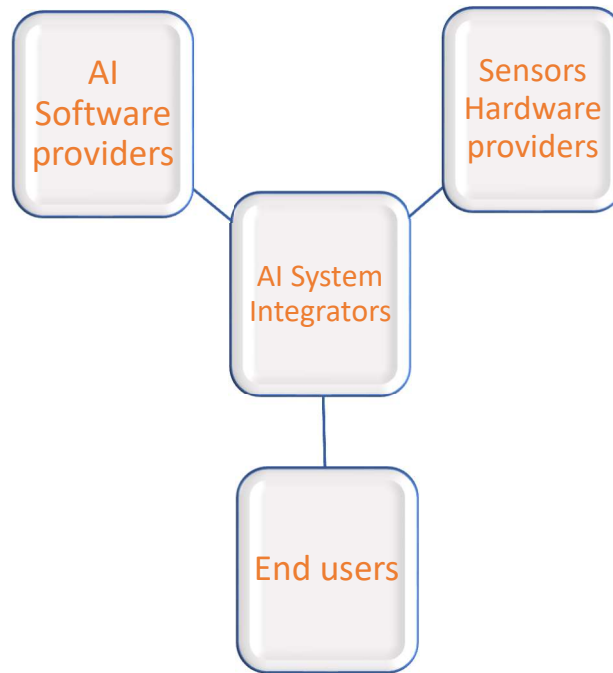 AI
Software
providers
Sensors
Hardware
providers
AI System
Integrators
End users